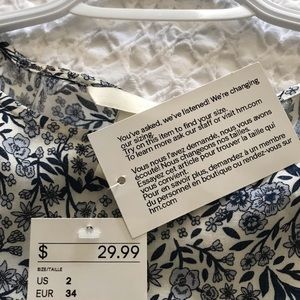 You've asked, we've listened! We're changing
our sizing.
Try on this item to find your size.
To learn more ask our staff or visit hm.com
Vous nous avez demandé, nous vous avons
écouté! Nous changeons nos tailles.
Essayez cet article pour trouver la taille qui
vous convient.
Pour en savoir plus, demandez à un membre
du personnel en boutique ou rendez-vous sur
hm.com
$ 29.99
SIZE/TAILLE
US 2
EUR 34